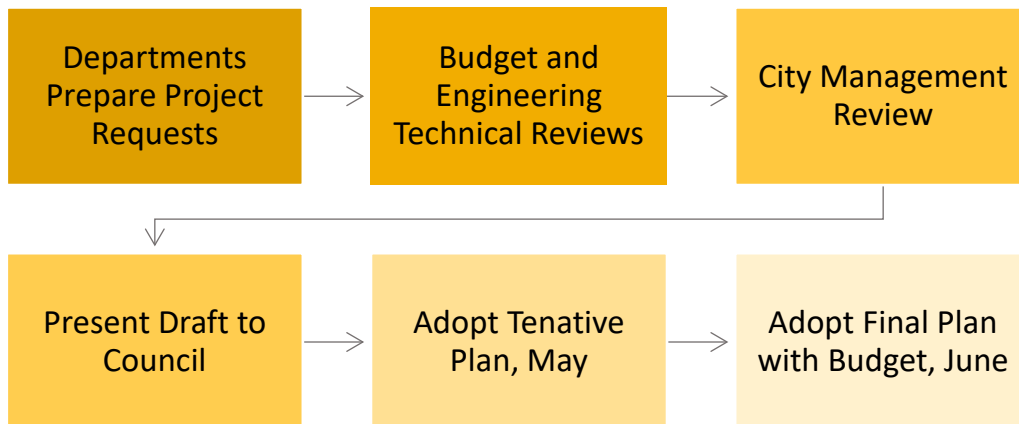 Departments
Prepare Project
Requests
Budget and
Engineering
Technical Reviews
City Management
Review
Present Draft to
Council
Adopt Tenative
Plan, May
Adopt Final Plan
with Budget, June